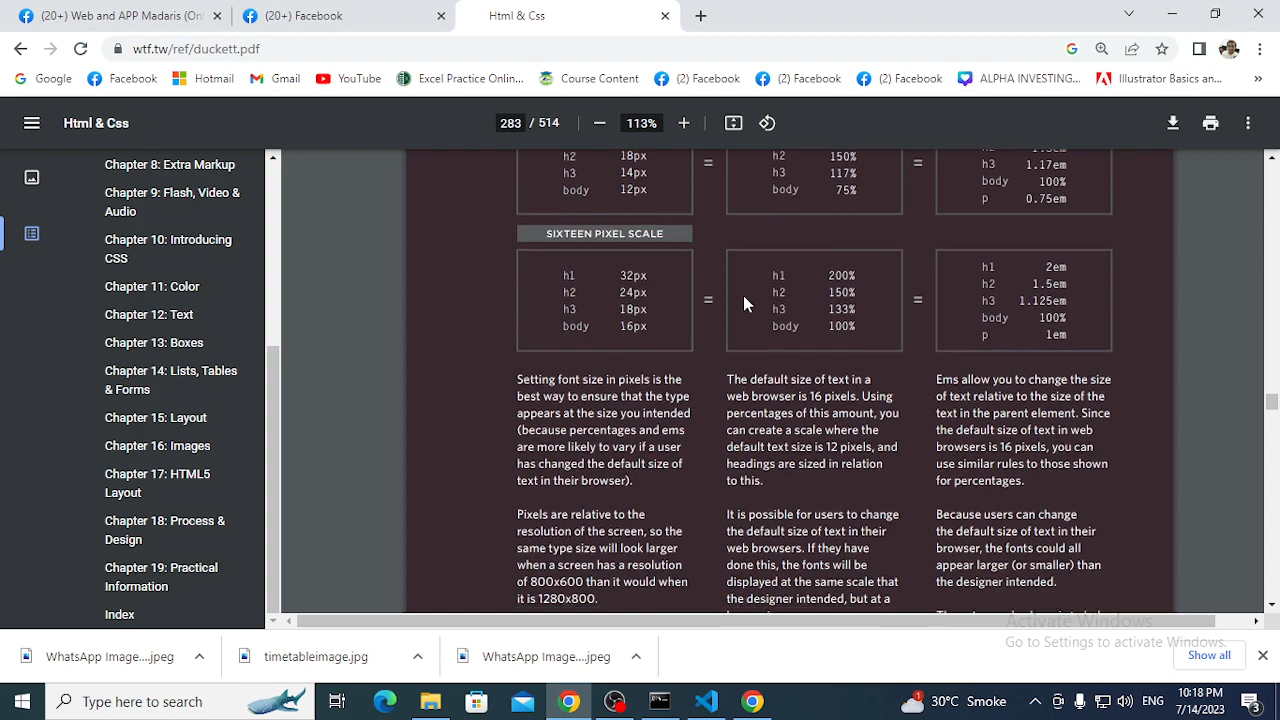 (20+) Web and APP Madaris (Onl
(20+) Facebook
Html & Css
wtf.tw/ref/duckett.pdf
Google
Facebook
Hotmail
Gmail
YouTube
Excel Practice Onlin...
Course Content
(2) Facebook
(2) Facebook
(2) Facebook
ALPHA INVESTING...
Illustrator Basics an...
»
Html & Css
283 / 514
113%
Chapter 8: Extra Markup
Chapter 9: Flash, Video &
Audio
Chapter 10: Introducing
CSS
Chapter 11: Color
Chapter 12: Text
Chapter 13: Boxes
Chapter 14: Lists, Tables
& Forms
Chapter 15: Layout
Chapter 16: Images
Chapter 17: HTML5
Layout
Chapter 18: Process &
Design
Chapter 19: Practical
Information
Index
h2 18px
h3 14px
body 12px
=
h2 150%
h3 117%
body 75%
=
h3 1.17em
body 100%
p 0.75em
SIXTEEN PIXEL SCALE
h1 32px
h2 24px
h3 18px
body 16px
=
h1 200%
h2 150%
h3 133%
body 100%
=
h1 2em
h2 1.5em
h3 1.125em
body 100%
p 1em
Setting font size in pixels is the
best way to ensure that the type
appears at the size you intended
(because percentages and ems
are more likely to vary if a user
has changed the default size of
text in their browser).
Pixels are relative to the
resolution of the screen, so the
same type size will look larger
when a screen has a resolution
of 800x600 than it would when
it is 1280x800.
The default size of text in a
web browser is 16 pixels. Using
percentages of this amount, you
can create a scale where the
default text size is 12 pixels, and
headings are sized in relation
to this.
It is possible for users to change
the default size of text in their
web browsers. If they have
done this, the fonts will be
displayed at the same scale that
the designer intended, but at a
Ems allow you to change the size
of text relative to the size of the
text in the parent element. Since
the default size of text in web
browsers is 16 pixels, you can
use similar rules to those shown
for percentages.
Because users can change
the default size of text in their
browser, the fonts could all
appear larger (or smaller) than
the designer intended.
Activate Windows
Go to Settings to activate Windows.
WhatsApp Image....jpeg
timetableimage.jpg
WhatsApp Image....jpeg
Show all
Type here to search
1
30°C Smoke
ENG
10:18 PM
7/14/2023
3